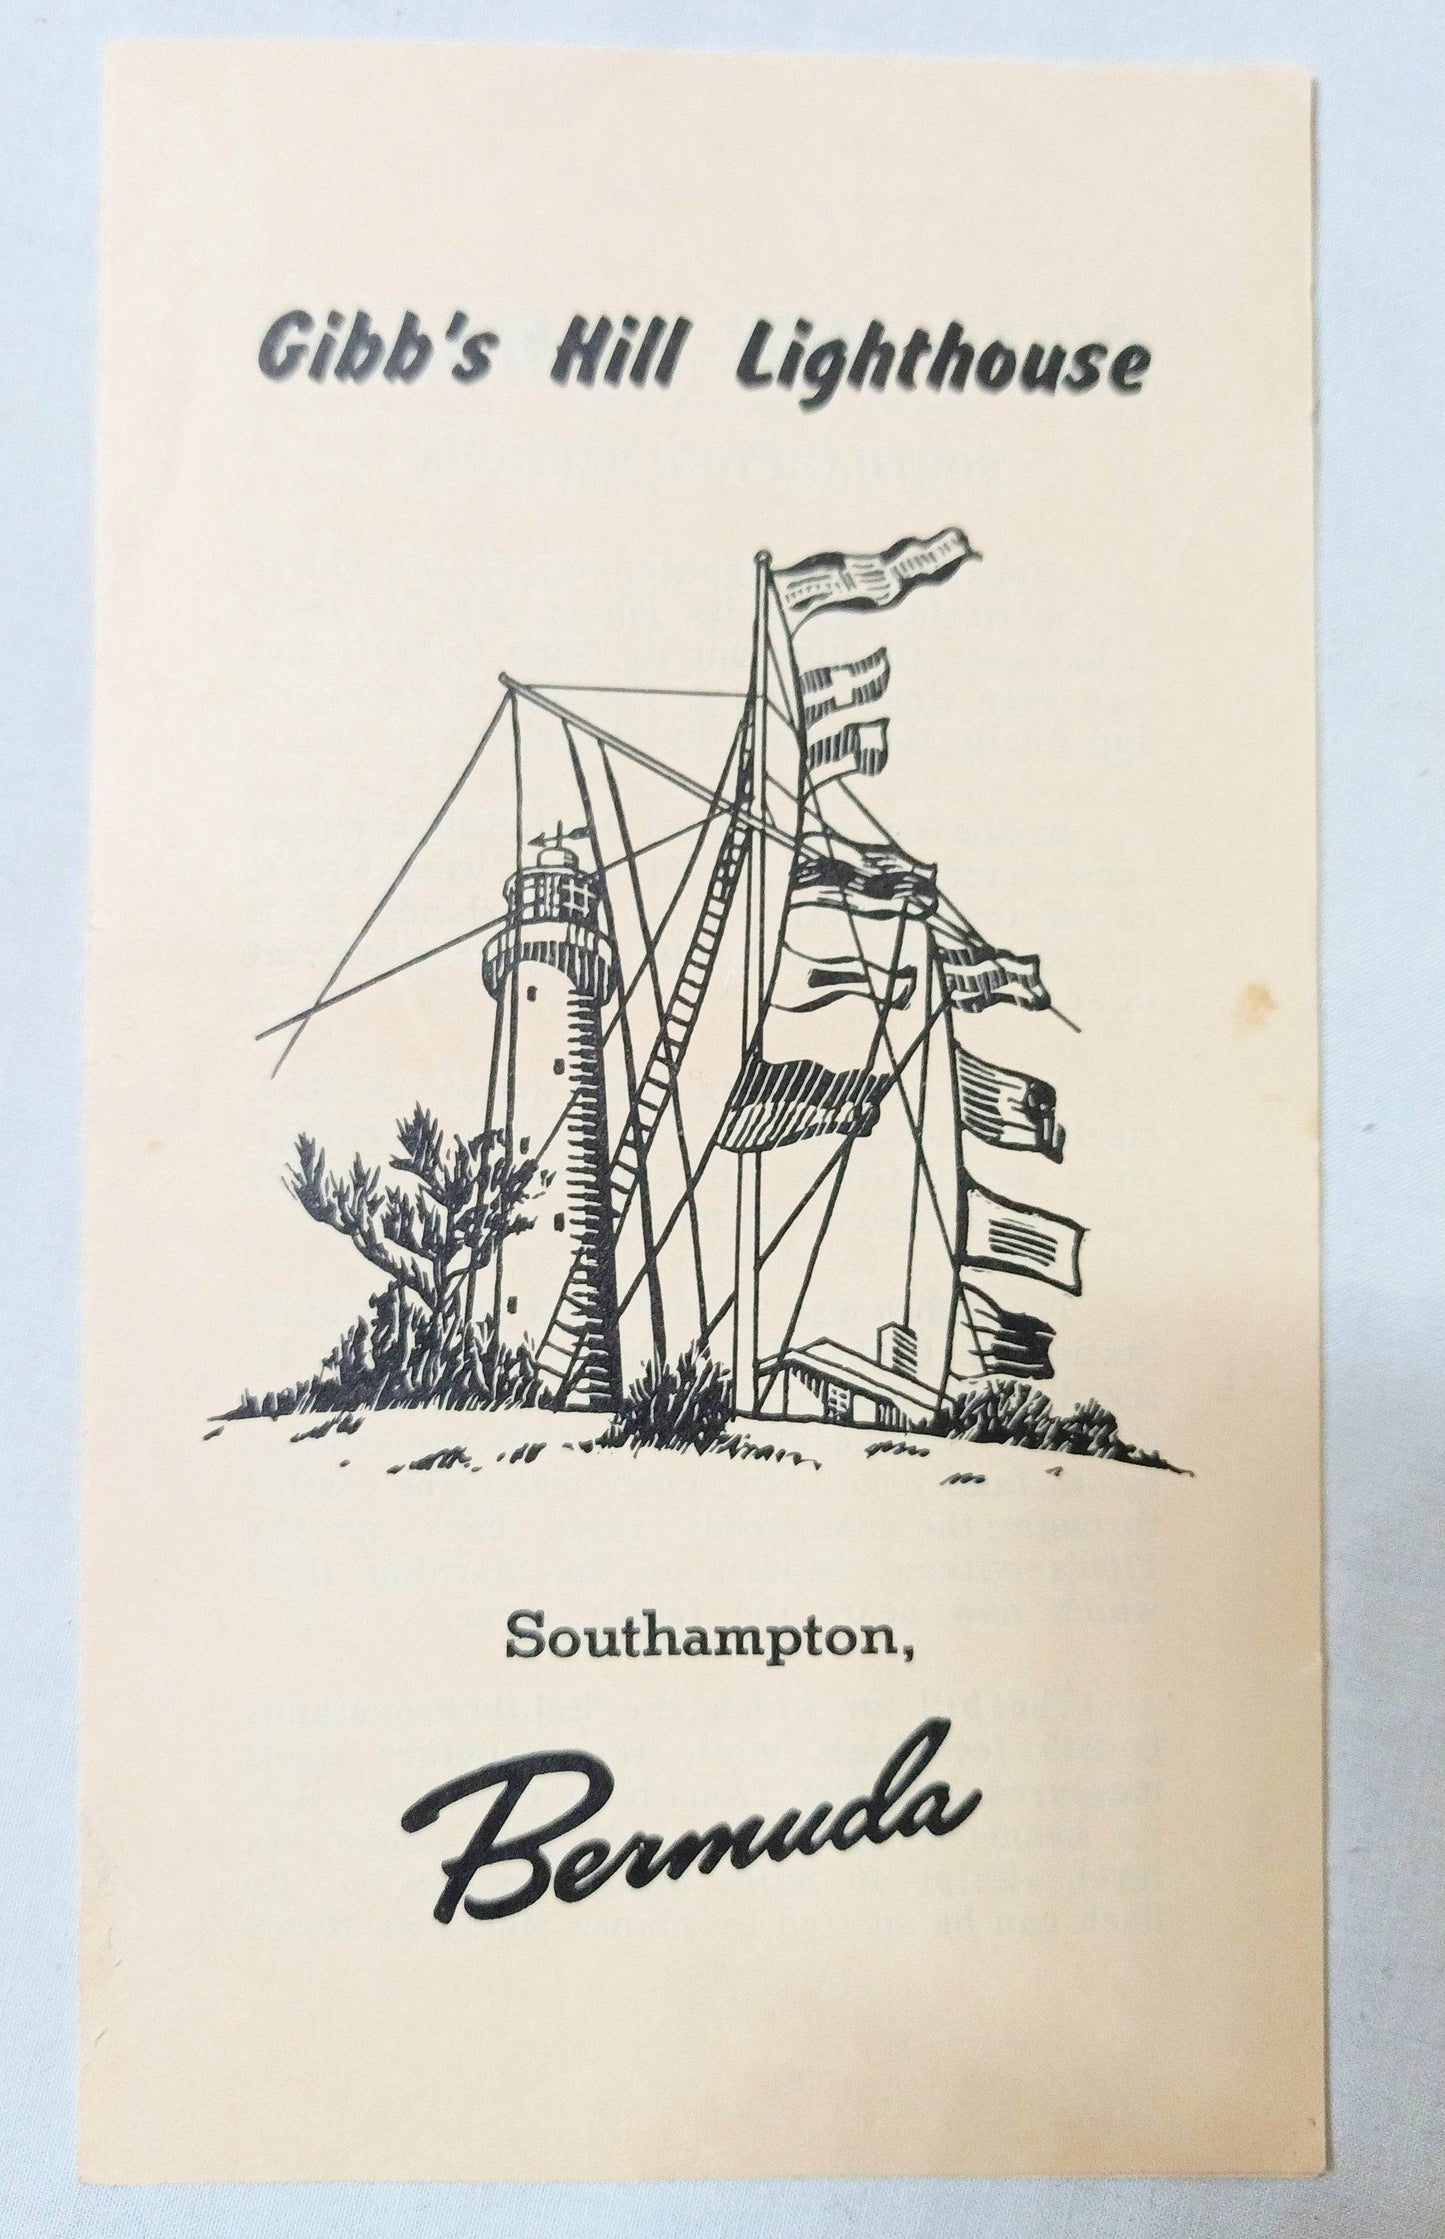 Gibb's Hill Lighthouse
Southampton,
Bermuda